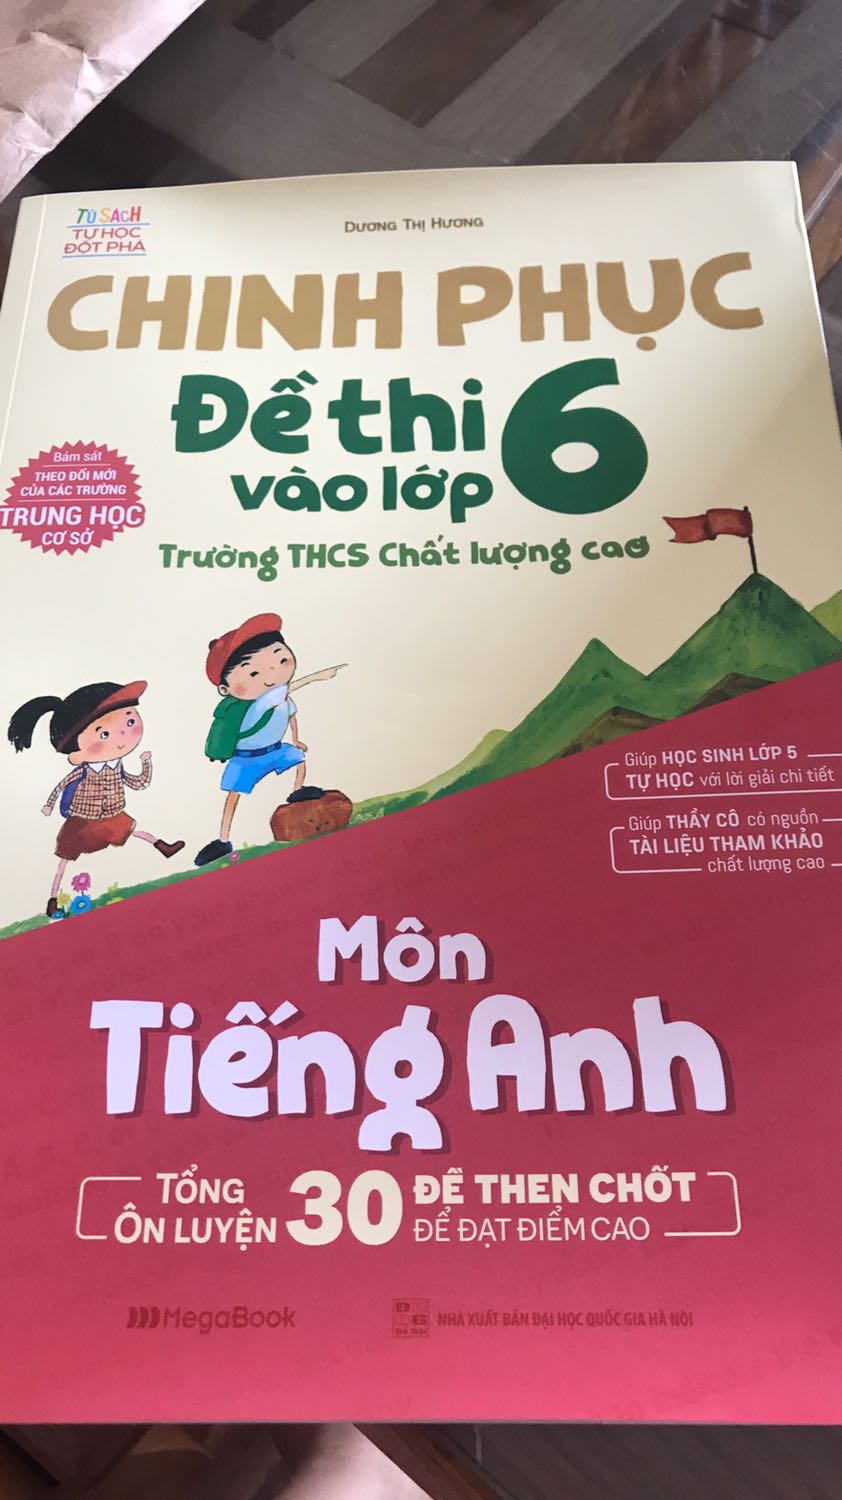 TỦ SÁCH
TỰ HỌC
ĐỘT PHÁ
DƯƠNG THỊ HƯƠNG
CHINH PHỤC
Đề thi
vào lớp 6
Trường THCS Chất lượng cao
Bám sát
THEO ĐỔI MỚI
CỦA CÁC TRƯỜNG
TRUNG HỌC
CƠ SỞ
Giúp HỌC SINH LỚP 5
TỰ HỌC với lời giải chi tiết
Giúp THẦY CÔ có nguồn
TÀI LIỆU THAM KHẢO
chất lượng cao
Môn
Tiếng Anh
TỔNG ÔN LUYỆN 30 ĐỀ THEN CHỐT
ĐỂ ĐẠT ĐIỂM CAO
MegaBook
NHÀ XUẤT BẢN ĐẠI HỌC QUỐC GIA HÀ NỘI